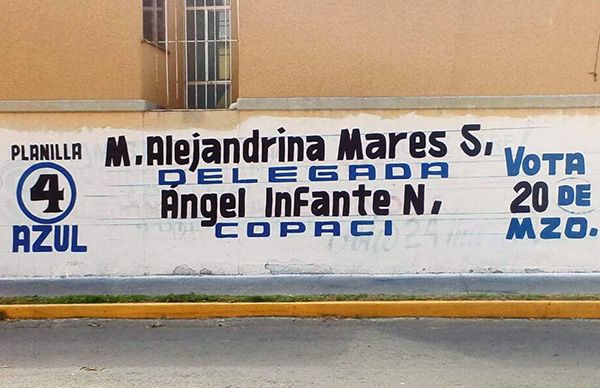 PLANILLA
4
AZUL
M. Alejandrina Mares S.
DELEGADA
Ángel Infante N.
COPACI
VOTA
20 DE
MZO.